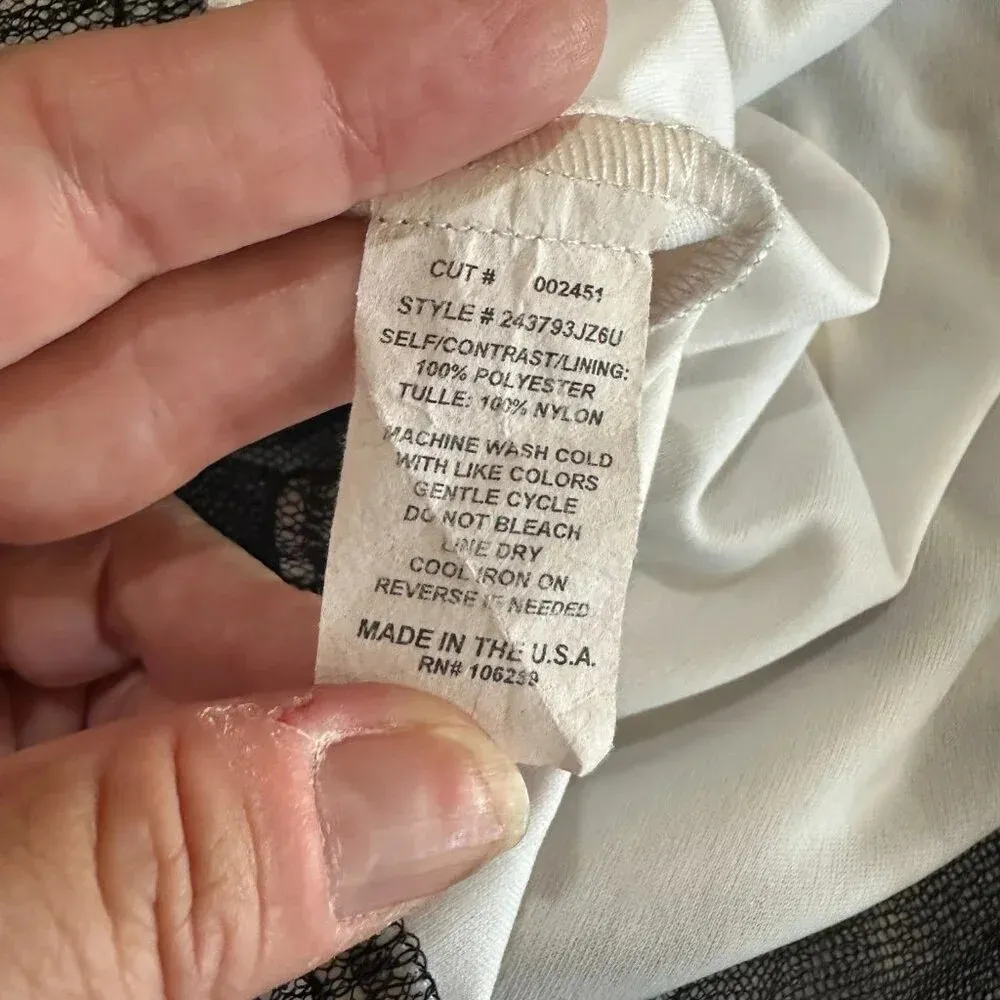 CUT # 002451
STYLE # 243793JZ6U
SELF/CONTRAST/LINING:
100% POLYESTER
TULLE: 100% NYLON
MACHINE WASH COLD
WITH LIKE COLORS
GENTLE CYCLE
DO NOT BLEACH
LINE DRY
COOL IRON ON
REVERSE IF NEEDED
MADE IN THE U.S.A.
RN#